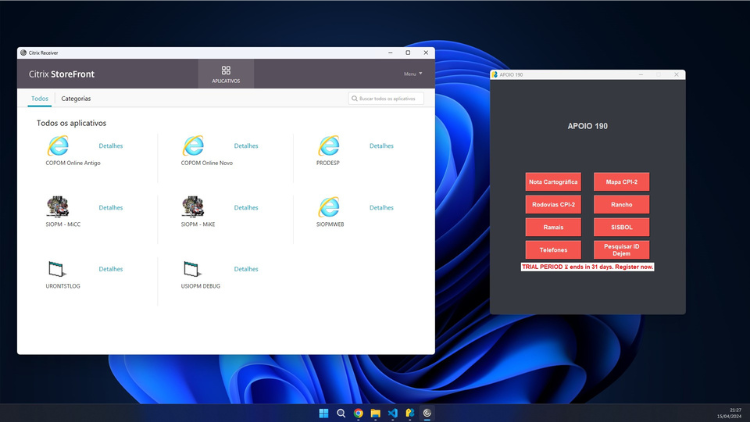 Citrix Receiver
Citrix StoreFront
APLICATIVOS
Menu
Todos
Categorias
Buscar todos os aplicativos
Todos os aplicativos
Detalhes
COPOM Online Antigo
Detalhes
COPOM Online Novo
Detalhes
PRODESP
Detalhes
SIOPM - MICC
Detalhes
SIOPM - MIKE
Detalhes
SIOPMWEB
Detalhes
URONTSTLOG
Detalhes
USIOPM DEBUG
APOIO 190
APOIO 190
Nota Cartográfica
Mapa CPI-2
Rodovias CPI-2
Rancho
Ramais
SISBOL
Telefones
Pesquisar ID
Dejem
TRIAL PERIOD ends in 31 days. Register now.
21:27
15/04/2024